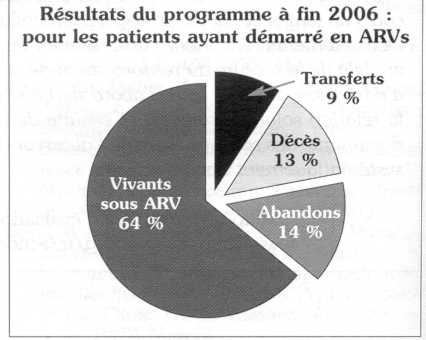 Résultats du programme à fin 2006 :
pour les patients ayant démarré en ARVs
Transferts
9 %
Décès
13 %
Abandons
14 %
Vivants
sous ARV
64 %